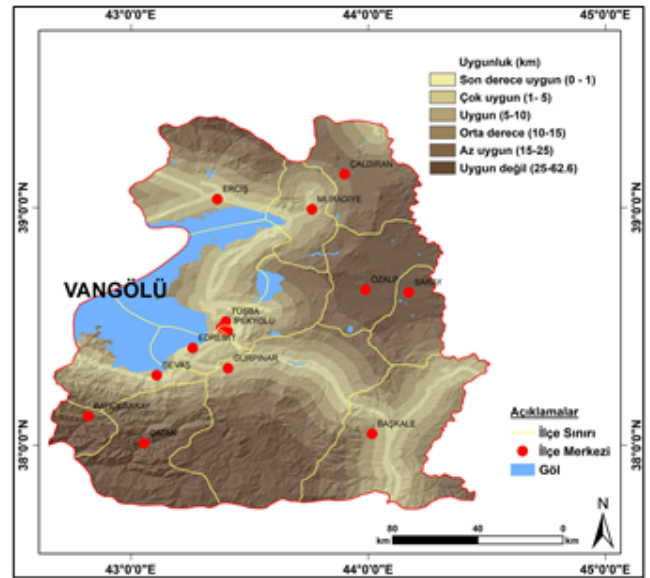 43°0'0"E 44°0'0"E 45°0'0"E
Uygunluk (km)
Son derece uygun (0 - 1)
Çok uygun (1- 5)
Uygun (5-10)
Orta derece (10-15)
Az uygun (15-25)
Uygun değil (25-62.6)
ÇALDIRAN
ERCİŞ
MURADİYE
39°0'0"N 39°0'0"N
VANGÖLÜ
ÖZALP
SARAY
TUŞBA
İPEKYOLU
EDREMİT
GÜRPINAR
GEVAŞ
BAHÇESARAY
BAŞKALE
ÇATAK
38°0'0"N 38°0'0"N
Açıklamalar
İlçe Sınırı
İlçe Merkezi
Göl
N
80 40 0
km km
43°0'0"E 44°0'0"E 45°0'0"E